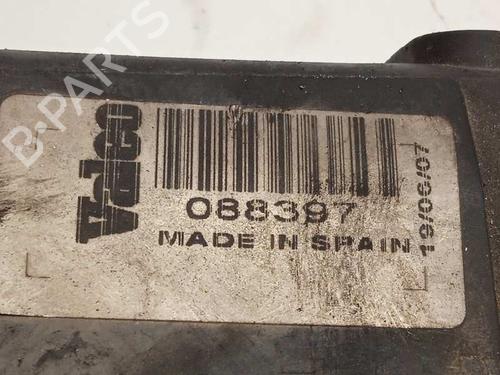 B-PARTS
Valeo
088397
MADE IN SPAIN
19/06/07